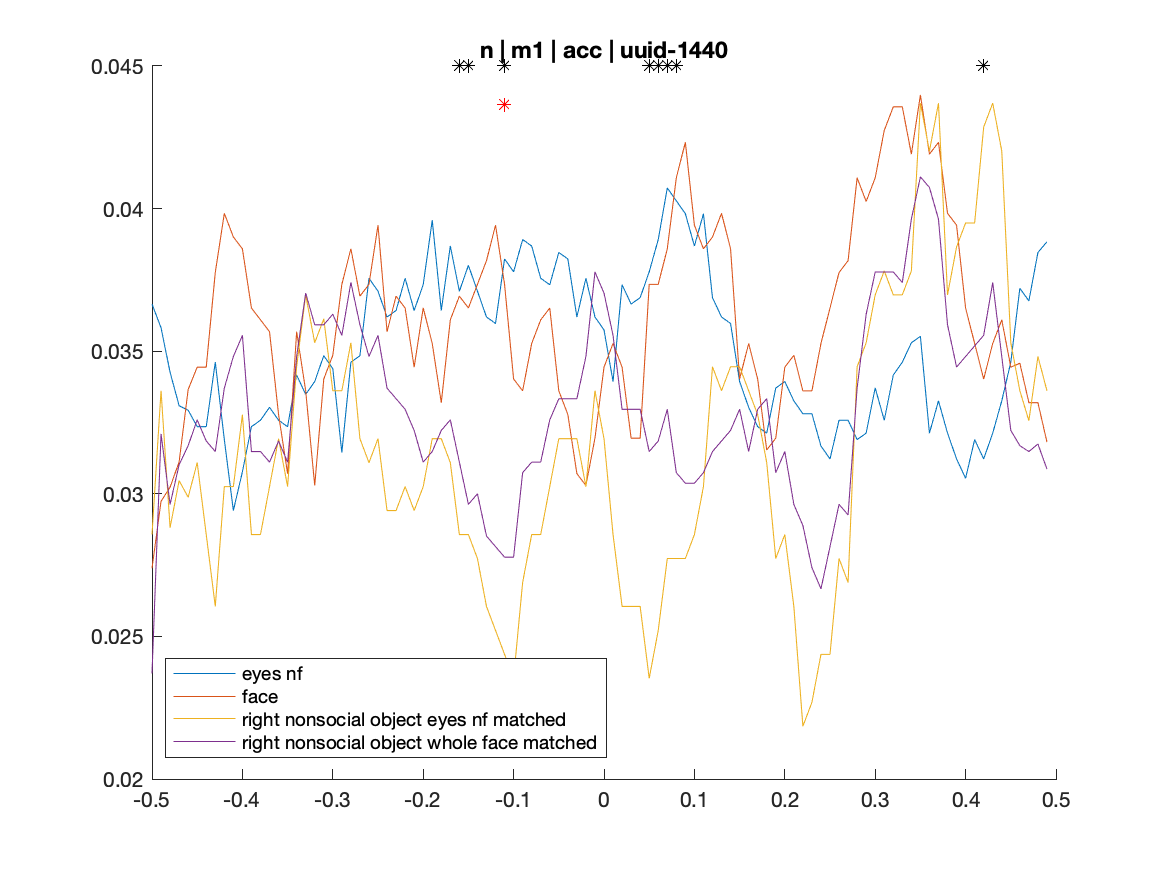 n | m1 | acc | uuid-1440
0.045
0.04
0.035
0.03
0.025
0.02
eyes nf
face
right nonsocial object eyes nf matched
right nonsocial object whole face matched
-0.5 -0.4 -0.3 -0.2 -0.1 0 0.1 0.2 0.3 0.4 0.5